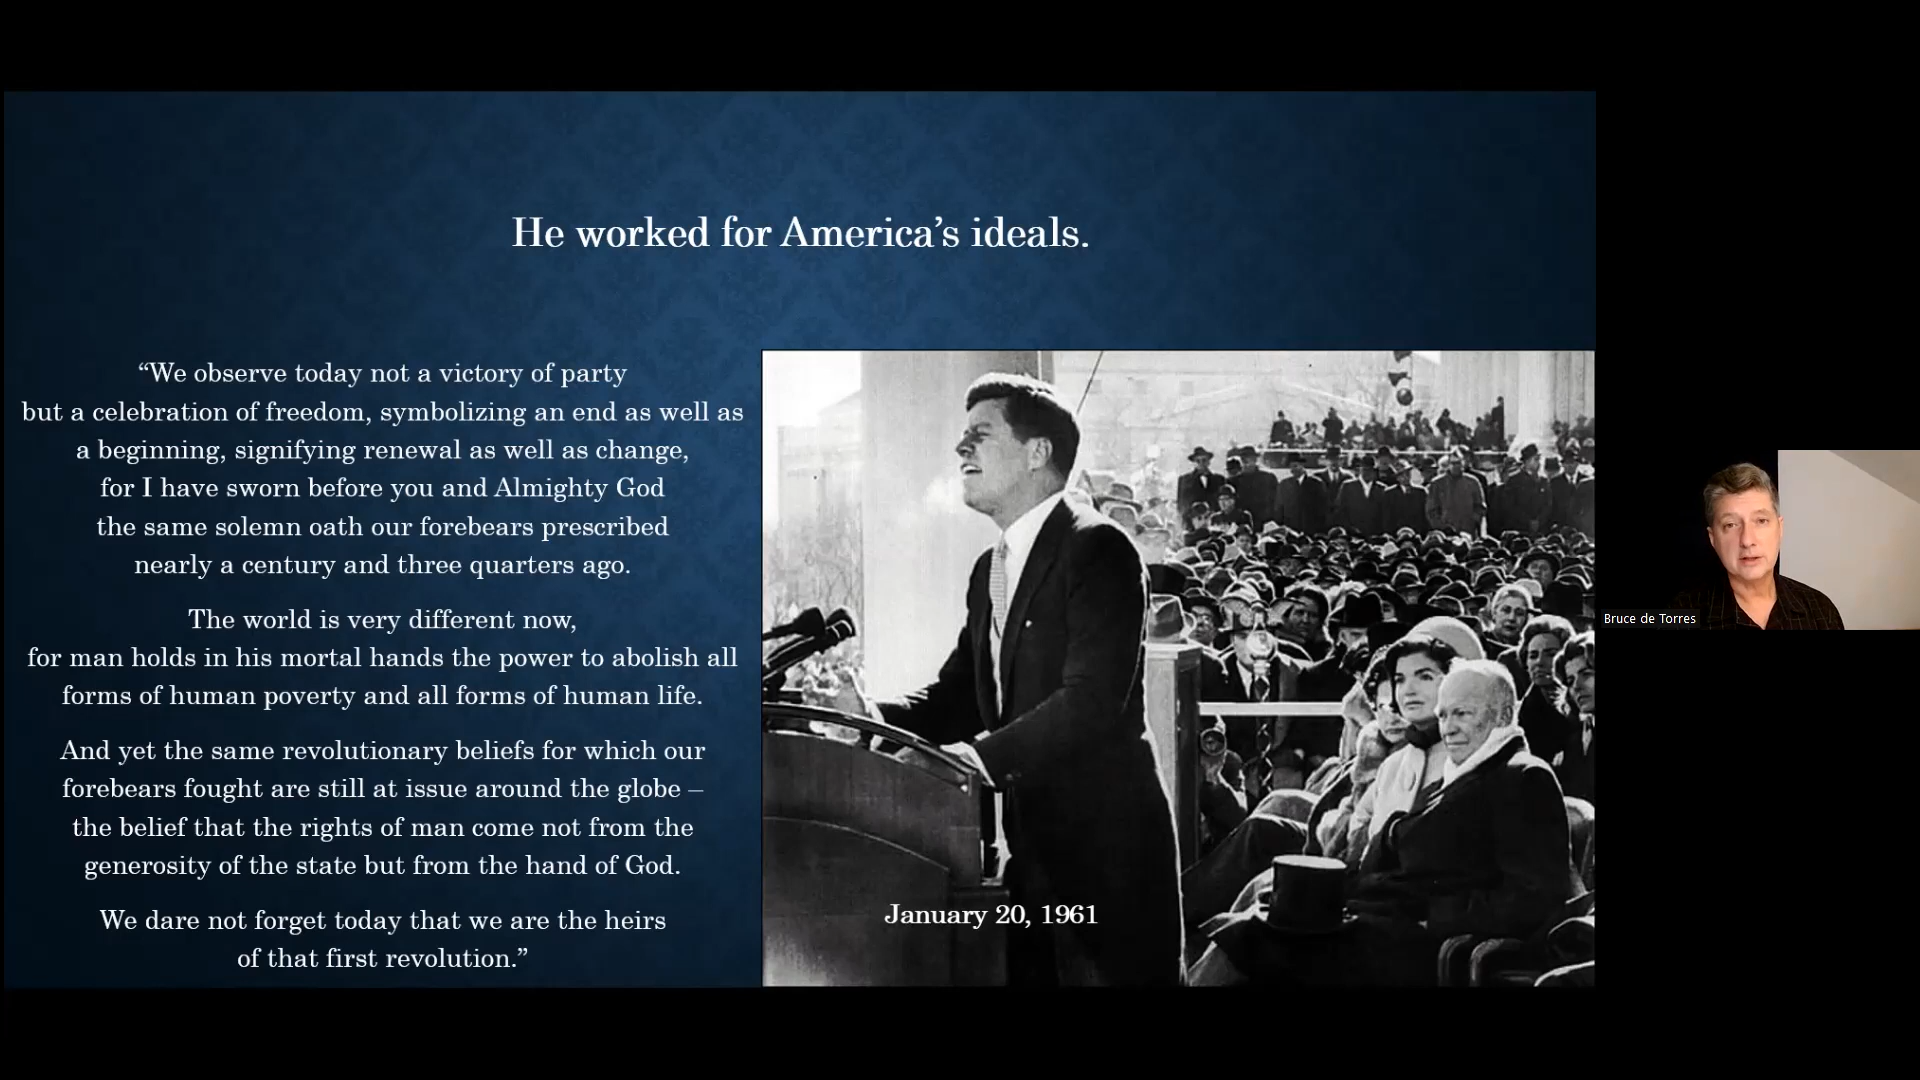 He worked for America’s ideals.
“We observe today not a victory of party
but a celebration of freedom, symbolizing an end as well as
a beginning, signifying renewal as well as change,
for I have sworn before you and Almighty God
the same solemn oath our forebears prescribed
nearly a century and three quarters ago.
The world is very different now,
for man holds in his mortal hands the power to abolish all
forms of human poverty and all forms of human life.
And yet the same revolutionary beliefs for which our
forebears fought are still at issue around the globe –
the belief that the rights of man come not from the
generosity of the state but from the hand of God.
We dare not forget today that we are the heirs
of that first revolution.”
January 20, 1961
Bruce de Torres